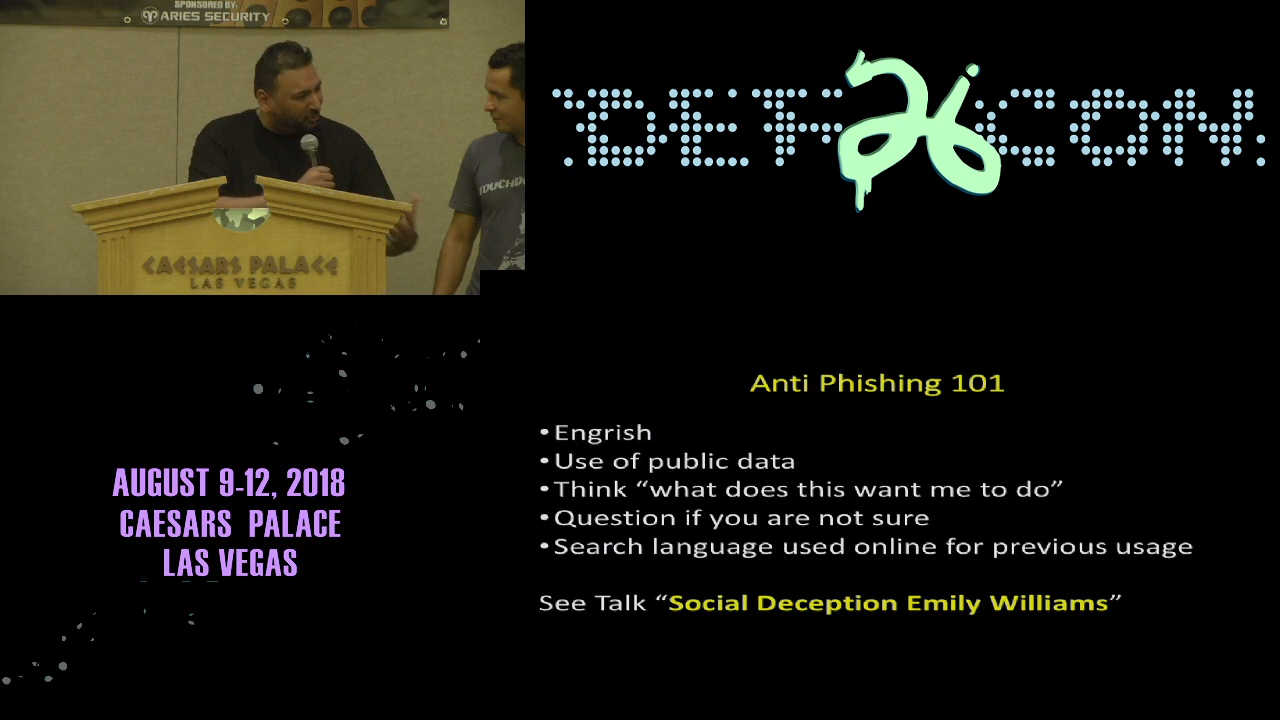 SPONSORED BY:
ARIES SECURITY
TOUCHDO
CAESARS PALACE
LAS VEGAS
DEF 26 CON
AUGUST 9-12, 2018
CAESARS PALACE
LAS VEGAS
Anti Phishing 101
•Engrish
•Use of public data
•Think “what does this want me to do”
•Question if you are not sure
•Search language used online for previous usage
See Talk “Social Deception Emily Williams”